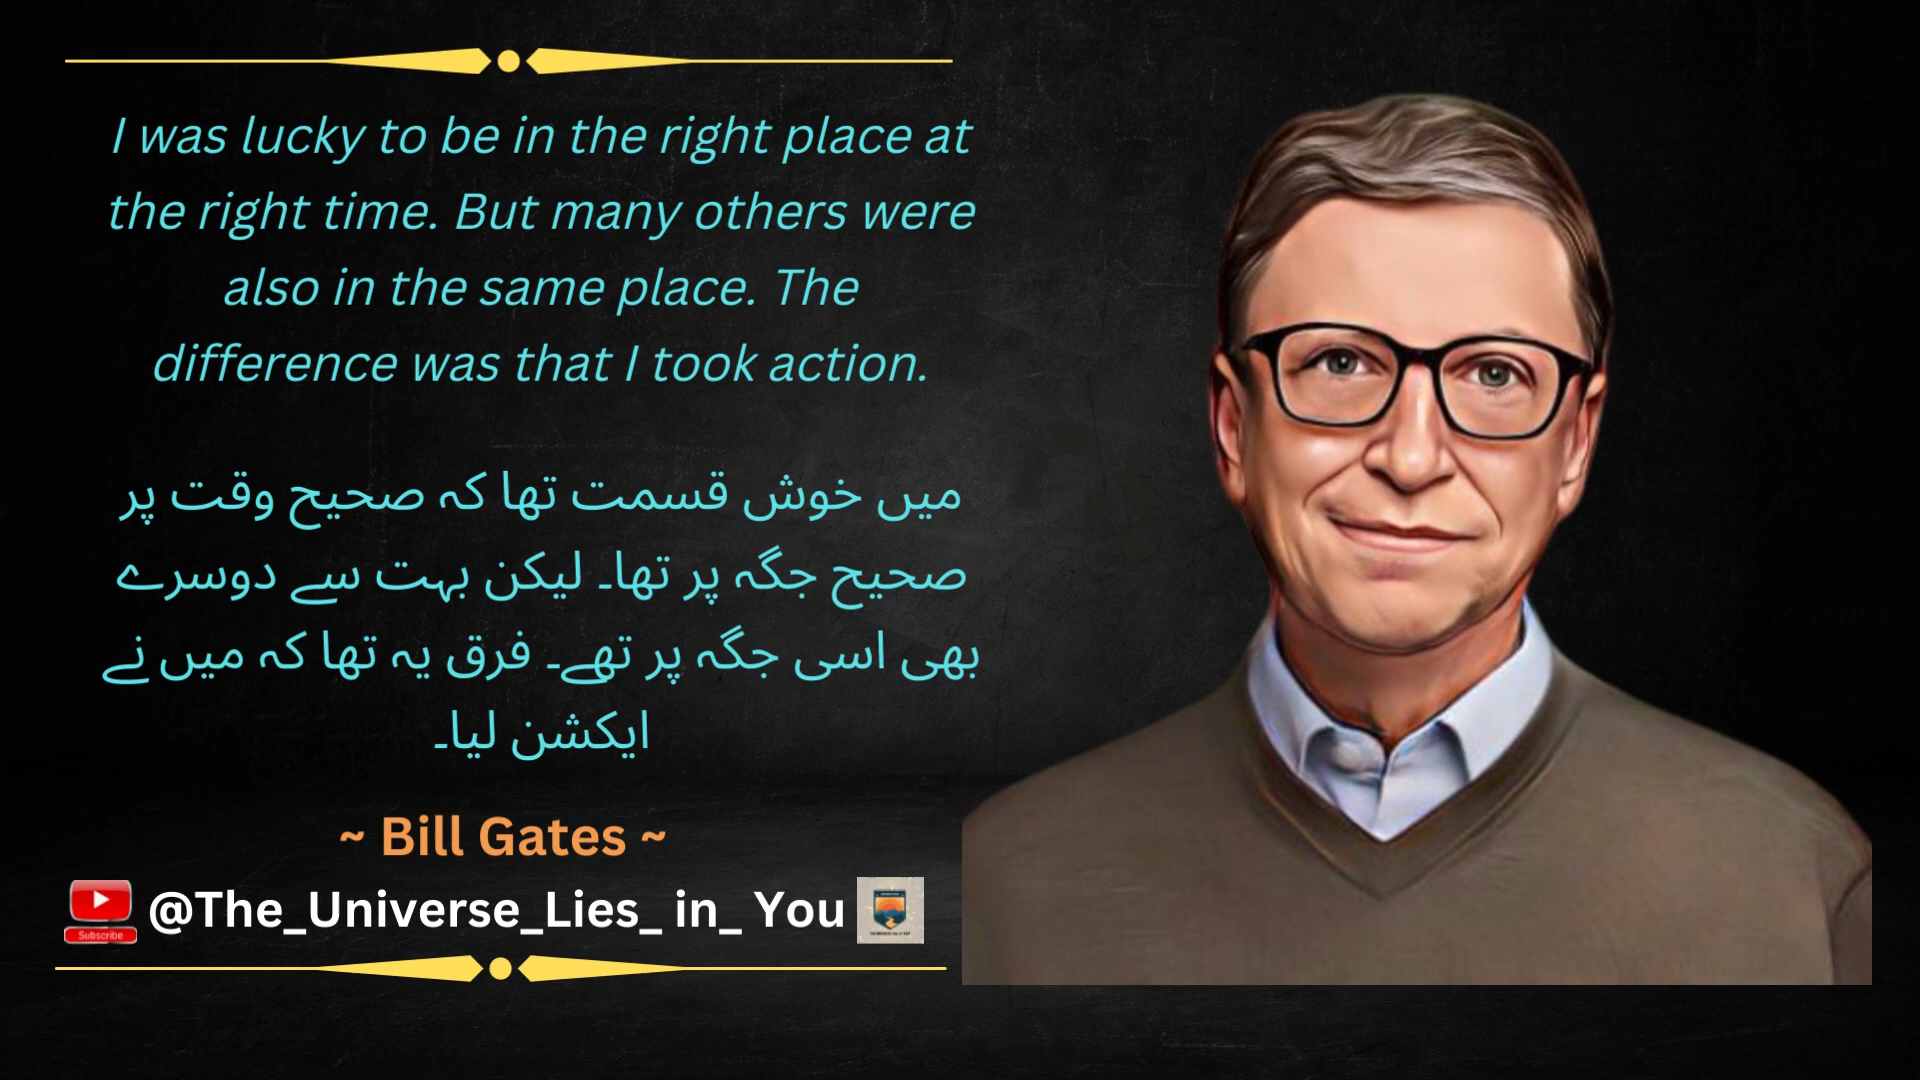 I was lucky to be in the right place at
the right time. But many others were
also in the same place. The
difference was that I took action.
میں خوش قسمت تھا کہ صحیح وقت پر
صحیح جگہ پر تھا۔ لیکن بہت سے دوسرے
بھی اسی جگہ پر تھے۔ فرق یہ تھا کہ میں نے
ایکشن لیا۔
~ Bill Gates ~
Subscribe @The_Universe_Lies_ in_ You